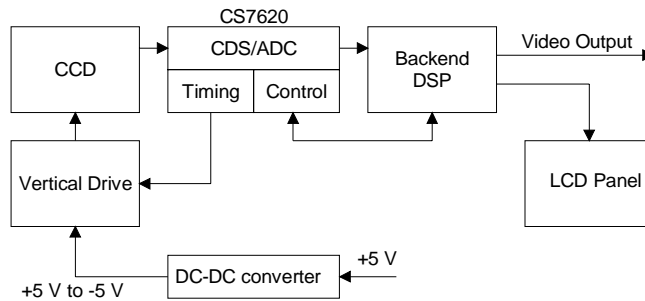 CS7620
CCD
CDS/ADC
Timing
Control
Backend
DSP
Video Output
Vertical Drive
LCD Panel
+5 V to -5 V
DC-DC converter
+5 V